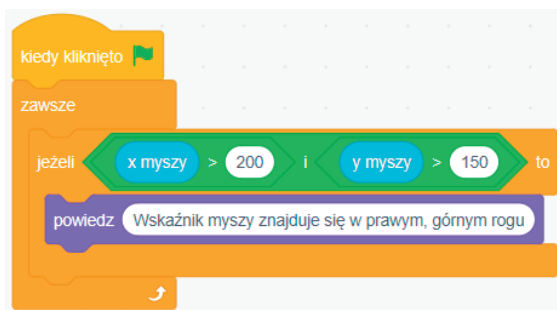 kiedy kliknięto
zawsze
jeżeli x myszy > 200 i y myszy > 150 to
powiedz Wskaźnik myszy znajduje się w prawym, górnym rogu